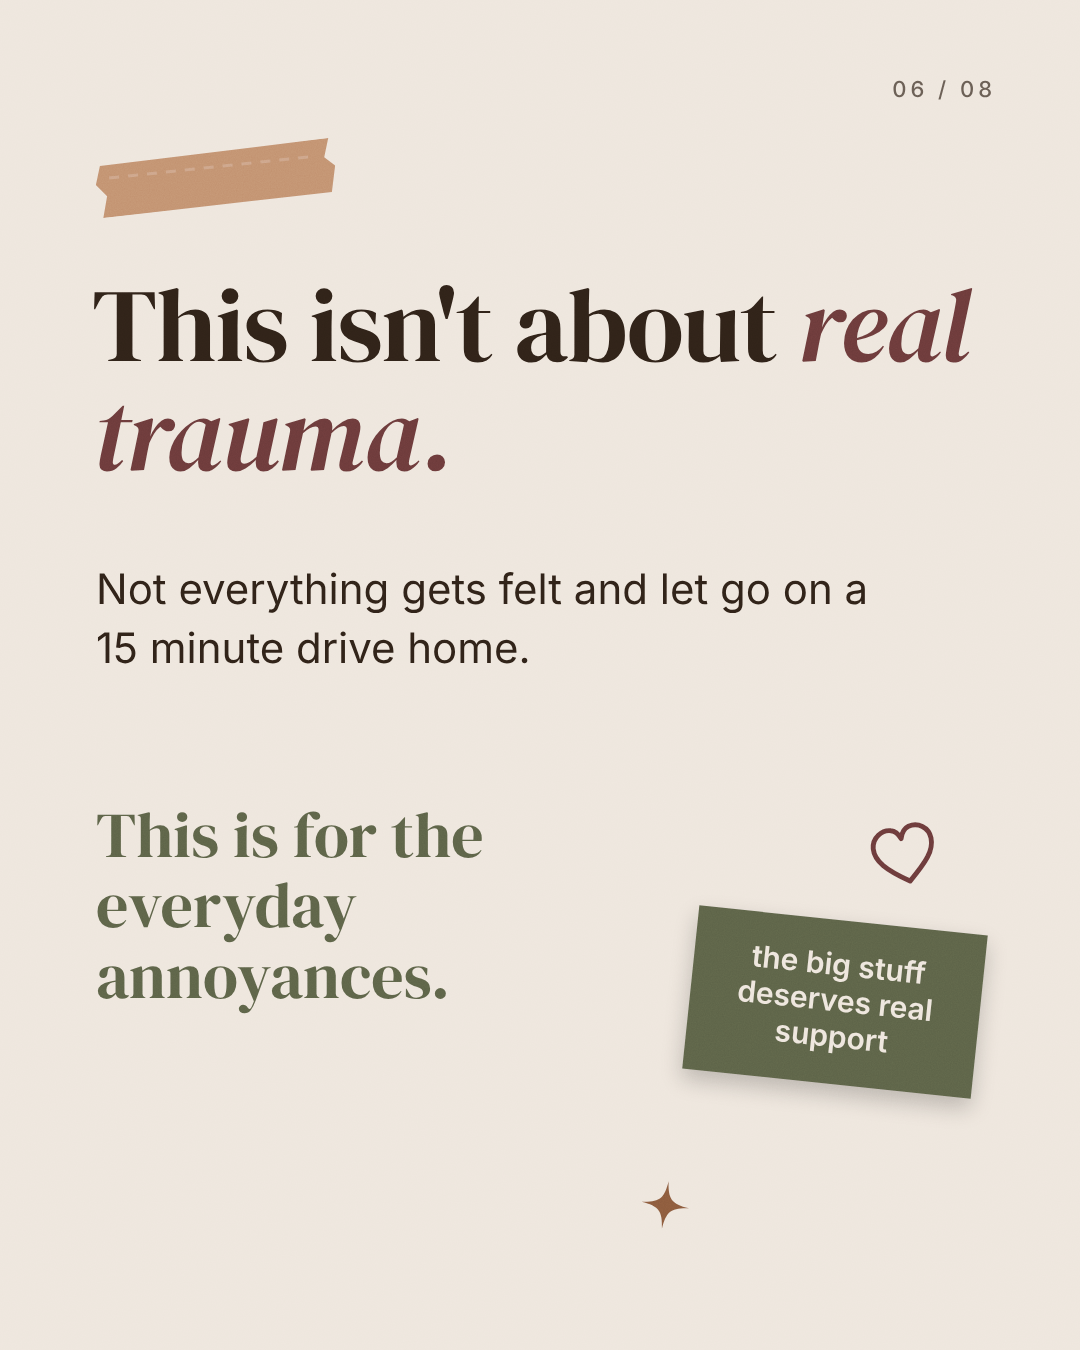 06 / 08
This isn't about real
trauma.
Not everything gets felt and let go on a
15 minute drive home.
This is for the
everyday
annoyances.
the big stuff
deserves real
support